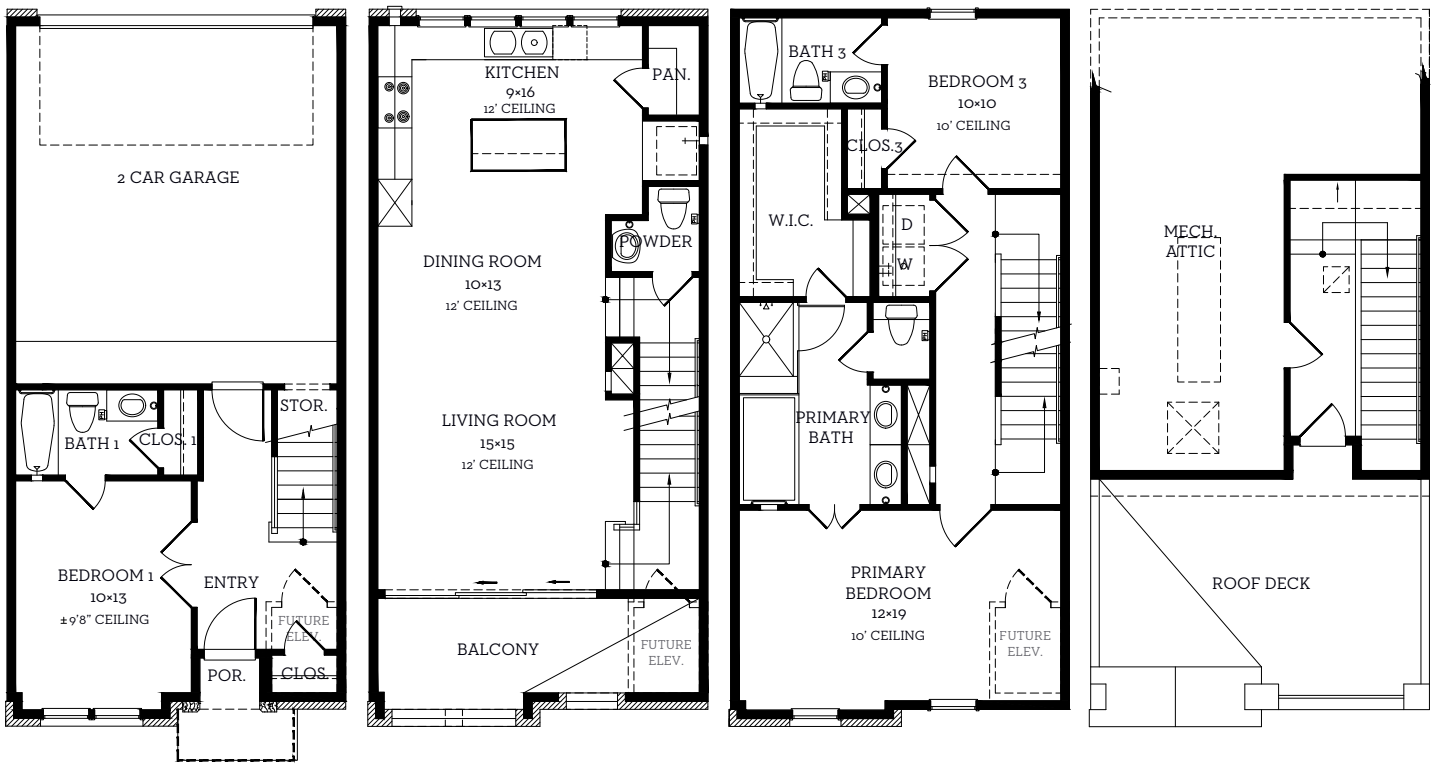 2 CAR GARAGE
STOR.
BATH 1
CLOS. 1
BEDROOM 1
10×13
±9'8" CEILING
ENTRY
FUTURE
ELEV.
CLOS.
POR.
KITCHEN
9×16
12' CEILING
PAN.
POWDER
DINING ROOM
10×13
12' CEILING
LIVING ROOM
15×15
12' CEILING
BALCONY
FUTURE
ELEV.
BATH 3
BEDROOM 3
10×10
10' CEILING
CLOS.3
W.I.C.
D
W
PRIMARY
BATH
PRIMARY
BEDROOM
12×19
10' CEILING
FUTURE
ELEV.
MECH.
ATTIC
ROOF DECK